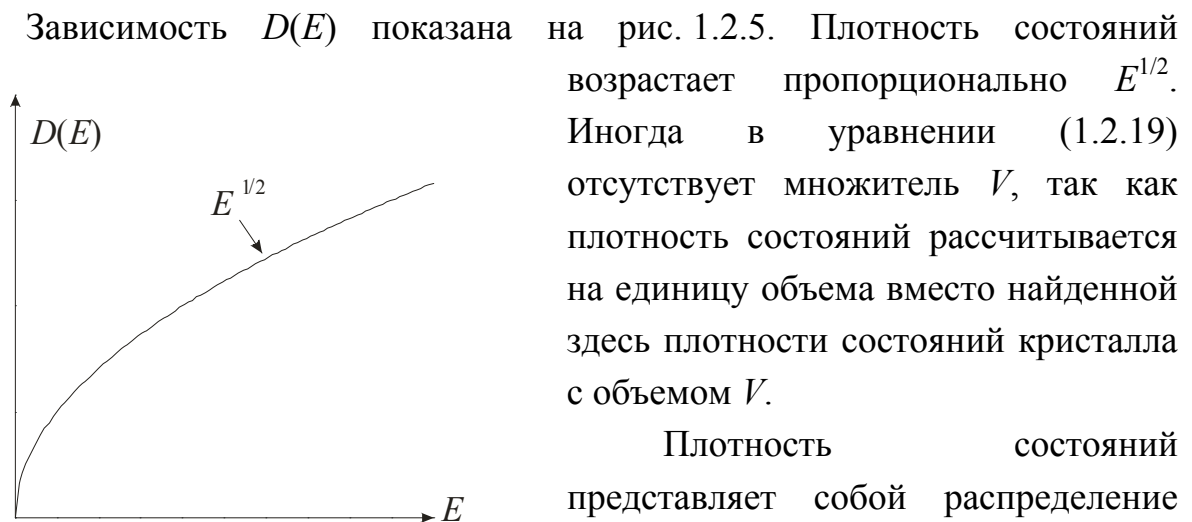 Зависимость D(E) показана на рис. 1.2.5. Плотность состояний
возрастает пропорционально E^{1/2}.
Иногда в уравнении (1.2.19)
отсутствует множитель V, так как
плотность состояний рассчитывается
на единицу объема вместо найденной
здесь плотности состояний кристалла
с объемом V.
Плотность состояний
представляет собой распределение
D(E)
E^{1/2}
E